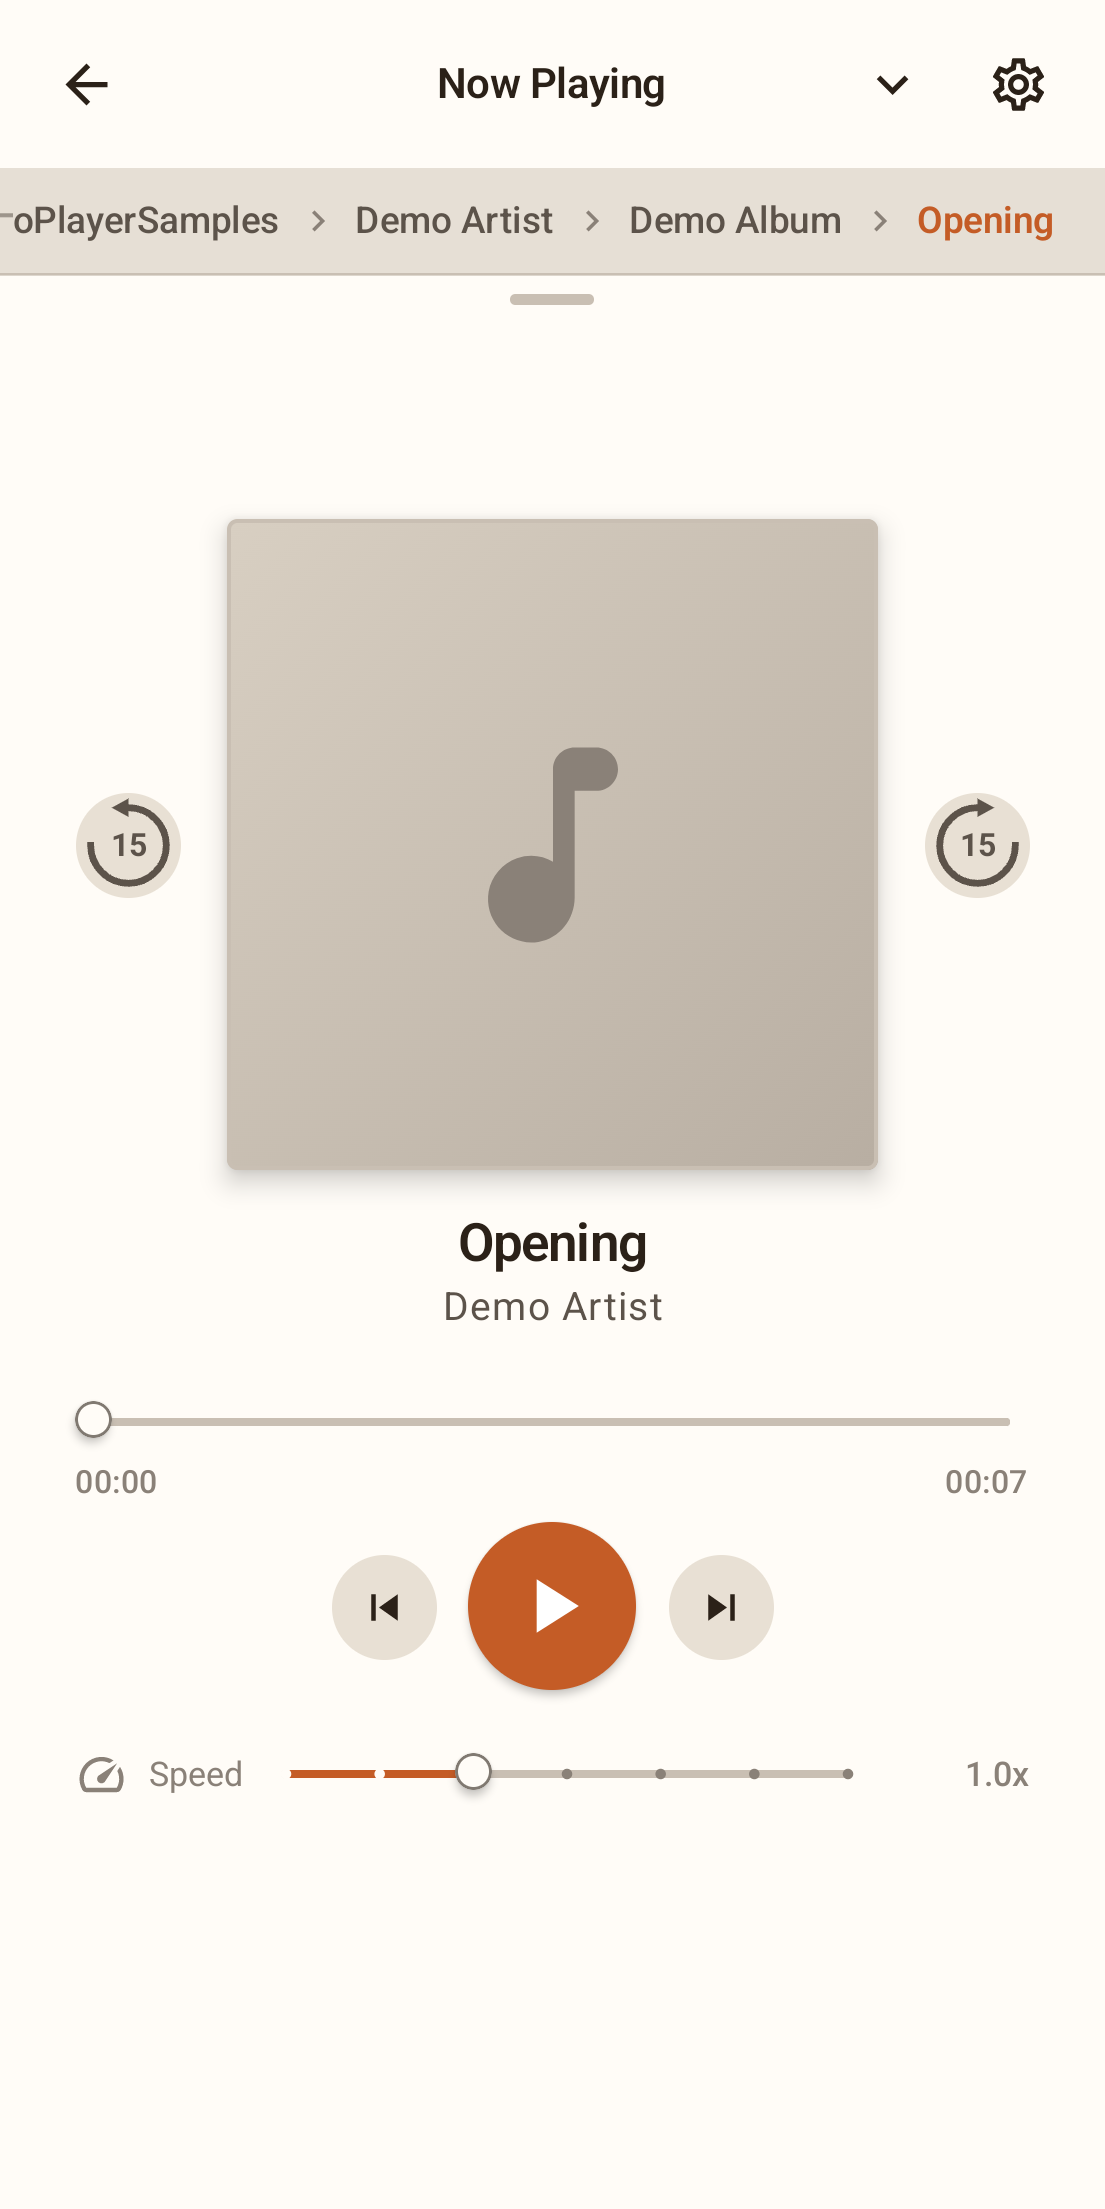 Now Playing
oPlayerSamples > Demo Artist > Demo Album > Opening
15
15
Opening
Demo Artist
00:00 00:07
Speed 1.0x